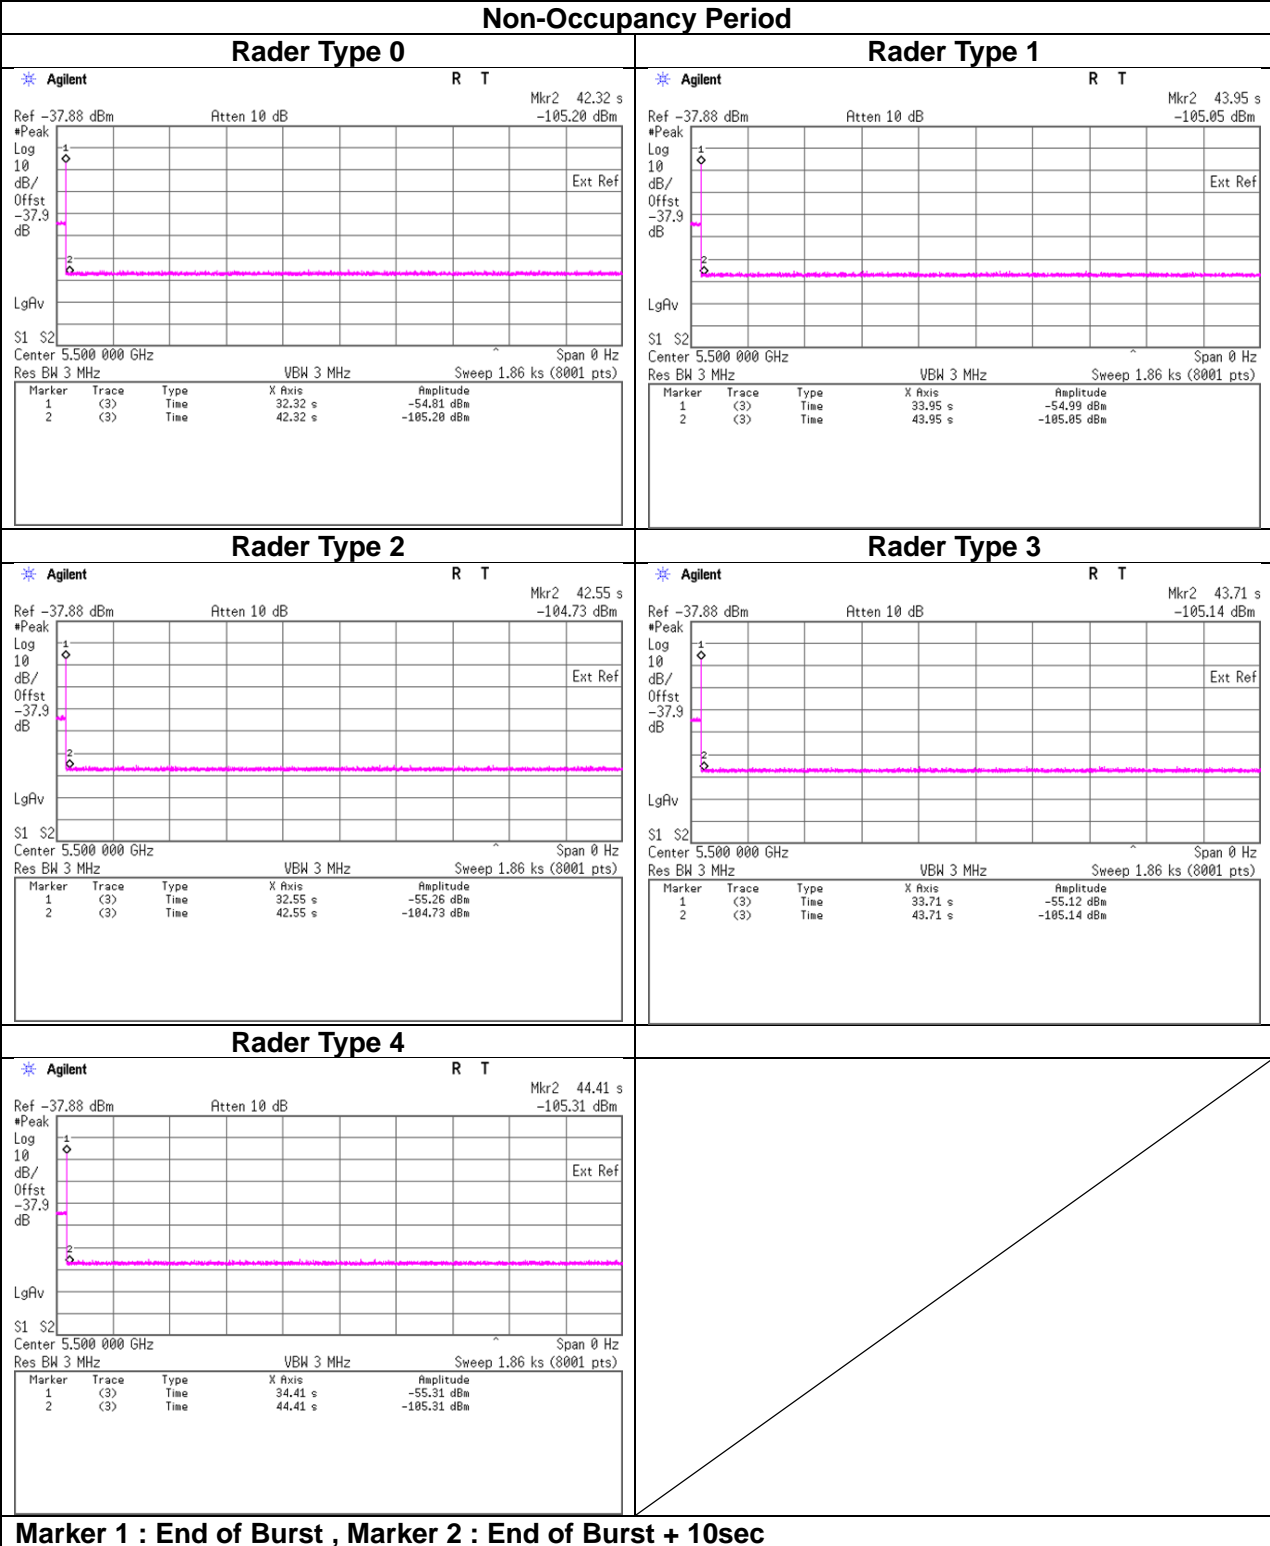 Non-Occupancy Period
Rader Type 0
Agilent R T
Mkr2 42.32 s
Ref -37.88 dBm Atten 10 dB -105.20 dBm
#Peak
Log
10
dB/
Offst
-37.9
dB
1
Ext Ref
2
LgAv
S1 S2
Center 5.500 000 GHz ^ Span 0 Hz
Res BW 3 MHz VBW 3 MHz Sweep 1.86 ks (8001 pts)
Marker Trace Type X Axis Amplitude
1 (3) Time 32.32 s -54.81 dBm
2 (3) Time 42.32 s -105.20 dBm
Rader Type 1
Agilent R T
Mkr2 43.95 s
Ref -37.88 dBm Atten 10 dB -105.05 dBm
#Peak
Log
10
dB/
Offst
-37.9
dB
1
Ext Ref
2
LgAv
S1 S2
Center 5.500 000 GHz ^ Span 0 Hz
Res BW 3 MHz VBW 3 MHz Sweep 1.86 ks (8001 pts)
Marker Trace Type X Axis Amplitude
1 (3) Time 33.95 s -54.99 dBm
2 (3) Time 43.95 s -105.05 dBm
Rader Type 2
Agilent R T
Mkr2 42.55 s
Ref -37.88 dBm Atten 10 dB -104.73 dBm
#Peak
Log
10
dB/
Offst
-37.9
dB
1
Ext Ref
2
LgAv
S1 S2
Center 5.500 000 GHz ^ Span 0 Hz
Res BW 3 MHz VBW 3 MHz Sweep 1.86 ks (8001 pts)
Marker Trace Type X Axis Amplitude
1 (3) Time 32.55 s -55.26 dBm
2 (3) Time 42.55 s -104.73 dBm
Rader Type 3
Agilent R T
Mkr2 43.71 s
Ref -37.88 dBm Atten 10 dB -105.14 dBm
#Peak
Log
10
dB/
Offst
-37.9
dB
1
Ext Ref
2
LgAv
S1 S2
Center 5.500 000 GHz ^ Span 0 Hz
Res BW 3 MHz VBW 3 MHz Sweep 1.86 ks (8001 pts)
Marker Trace Type X Axis Amplitude
1 (3) Time 33.71 s -55.12 dBm
2 (3) Time 43.71 s -105.14 dBm
Rader Type 4
Agilent R T
Mkr2 44.41 s
Ref -37.88 dBm Atten 10 dB -105.31 dBm
#Peak
Log
10
dB/
Offst
-37.9
dB
1
Ext Ref
2
LgAv
S1 S2
Center 5.500 000 GHz ^ Span 0 Hz
Res BW 3 MHz VBW 3 MHz Sweep 1.86 ks (8001 pts)
Marker Trace Type X Axis Amplitude
1 (3) Time 34.41 s -55.31 dBm
2 (3) Time 44.41 s -105.31 dBm
Marker 1 : End of Burst , Marker 2 : End of Burst + 10sec